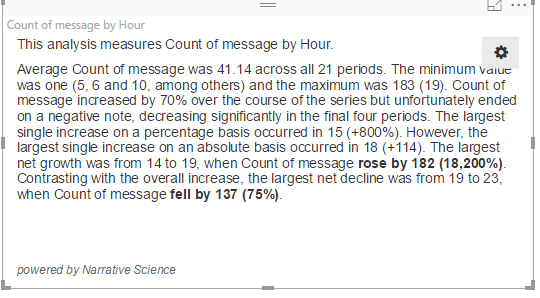 Count of message by Hour
This analysis measures Count of message by Hour.
Average Count of message was 41.14 across all 21 periods. The minimum value
was one (5, 6 and 10, among others) and the maximum was 183 (19). Count of
message increased by 70% over the course of the series but unfortunately ended
on a negative note, decreasing significantly in the final four periods. The largest
single increase on a percentage basis occurred in 15 (+800%). However, the
largest single increase on an absolute basis occurred in 18 (+114). The largest
net growth was from 14 to 19, when Count of message rose by 182 (18,200%).
Contrasting with the overall increase, the largest net decline was from 19 to 23,
when Count of message fell by 137 (75%).
powered by Narrative Science